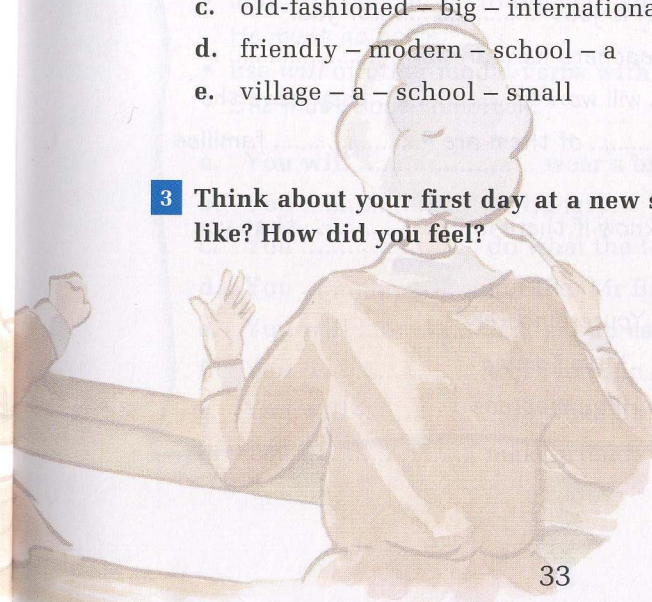 c. old-fashioned – big – internationa
d. friendly – modern – school – a
e. village – a – school – small
3 Think about your first day at a new s
like? How did you feel?
33